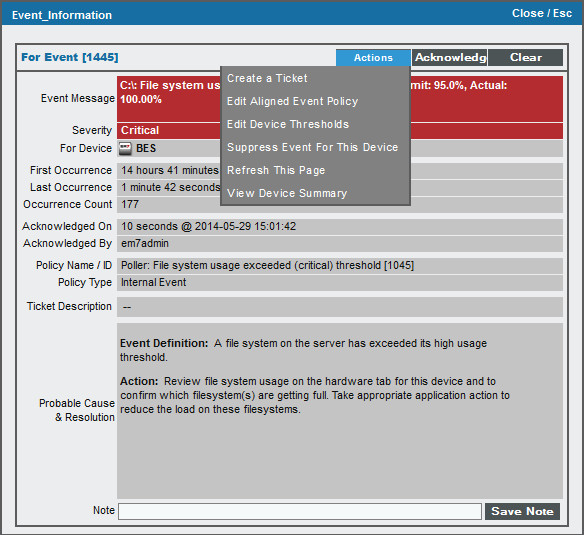 Event_Information
Close / Esc
For Event [1445]
Actions
Acknowledg
Clear
Create a Ticket
Edit Aligned Event Policy
Edit Device Thresholds
Suppress Event For This Device
Refresh This Page
View Device Summary
Event Message
C:\: File system mit: 95.0%, Actual:
100.00%
Severity
Critical
For Device
BES
First Occurrence
14 hours 41 minutes
Last Occurrence
1 minute 42 seconds
Occurrence Count
177
Acknowledged On
10 seconds @ 2014-05-29 15:01:42
Acknowledged By
em7admin
Policy Name / ID
Poller: File system usage exceeded (critical) threshold [1045]
Policy Type
Internal Event
Ticket Description
--
Probable Cause
& Resolution
Event Definition: A file system on the server has exceeded its high usage
threshold.
Action: Review file system usage on the hardware tab for this device and to
confirm which filesystem(s) are getting full. Take appropriate application action to
reduce the load on these filesystems.
Note
Save Note